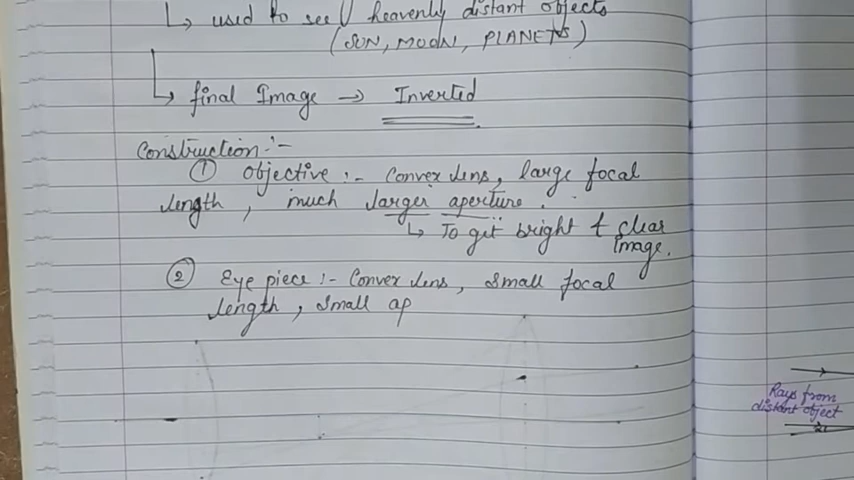 ↳ used to see heavenly distant objects
(SUN, MOON, PLANETS)
↳ final Image → Inverted
Construction :-
① Objective :- Convex lens, large focal
length, much larger aperture.
↳ To get bright & clear
Image.
② Eye piece :- Convex lens, Small focal
length, Small ap
Rays from
distant object